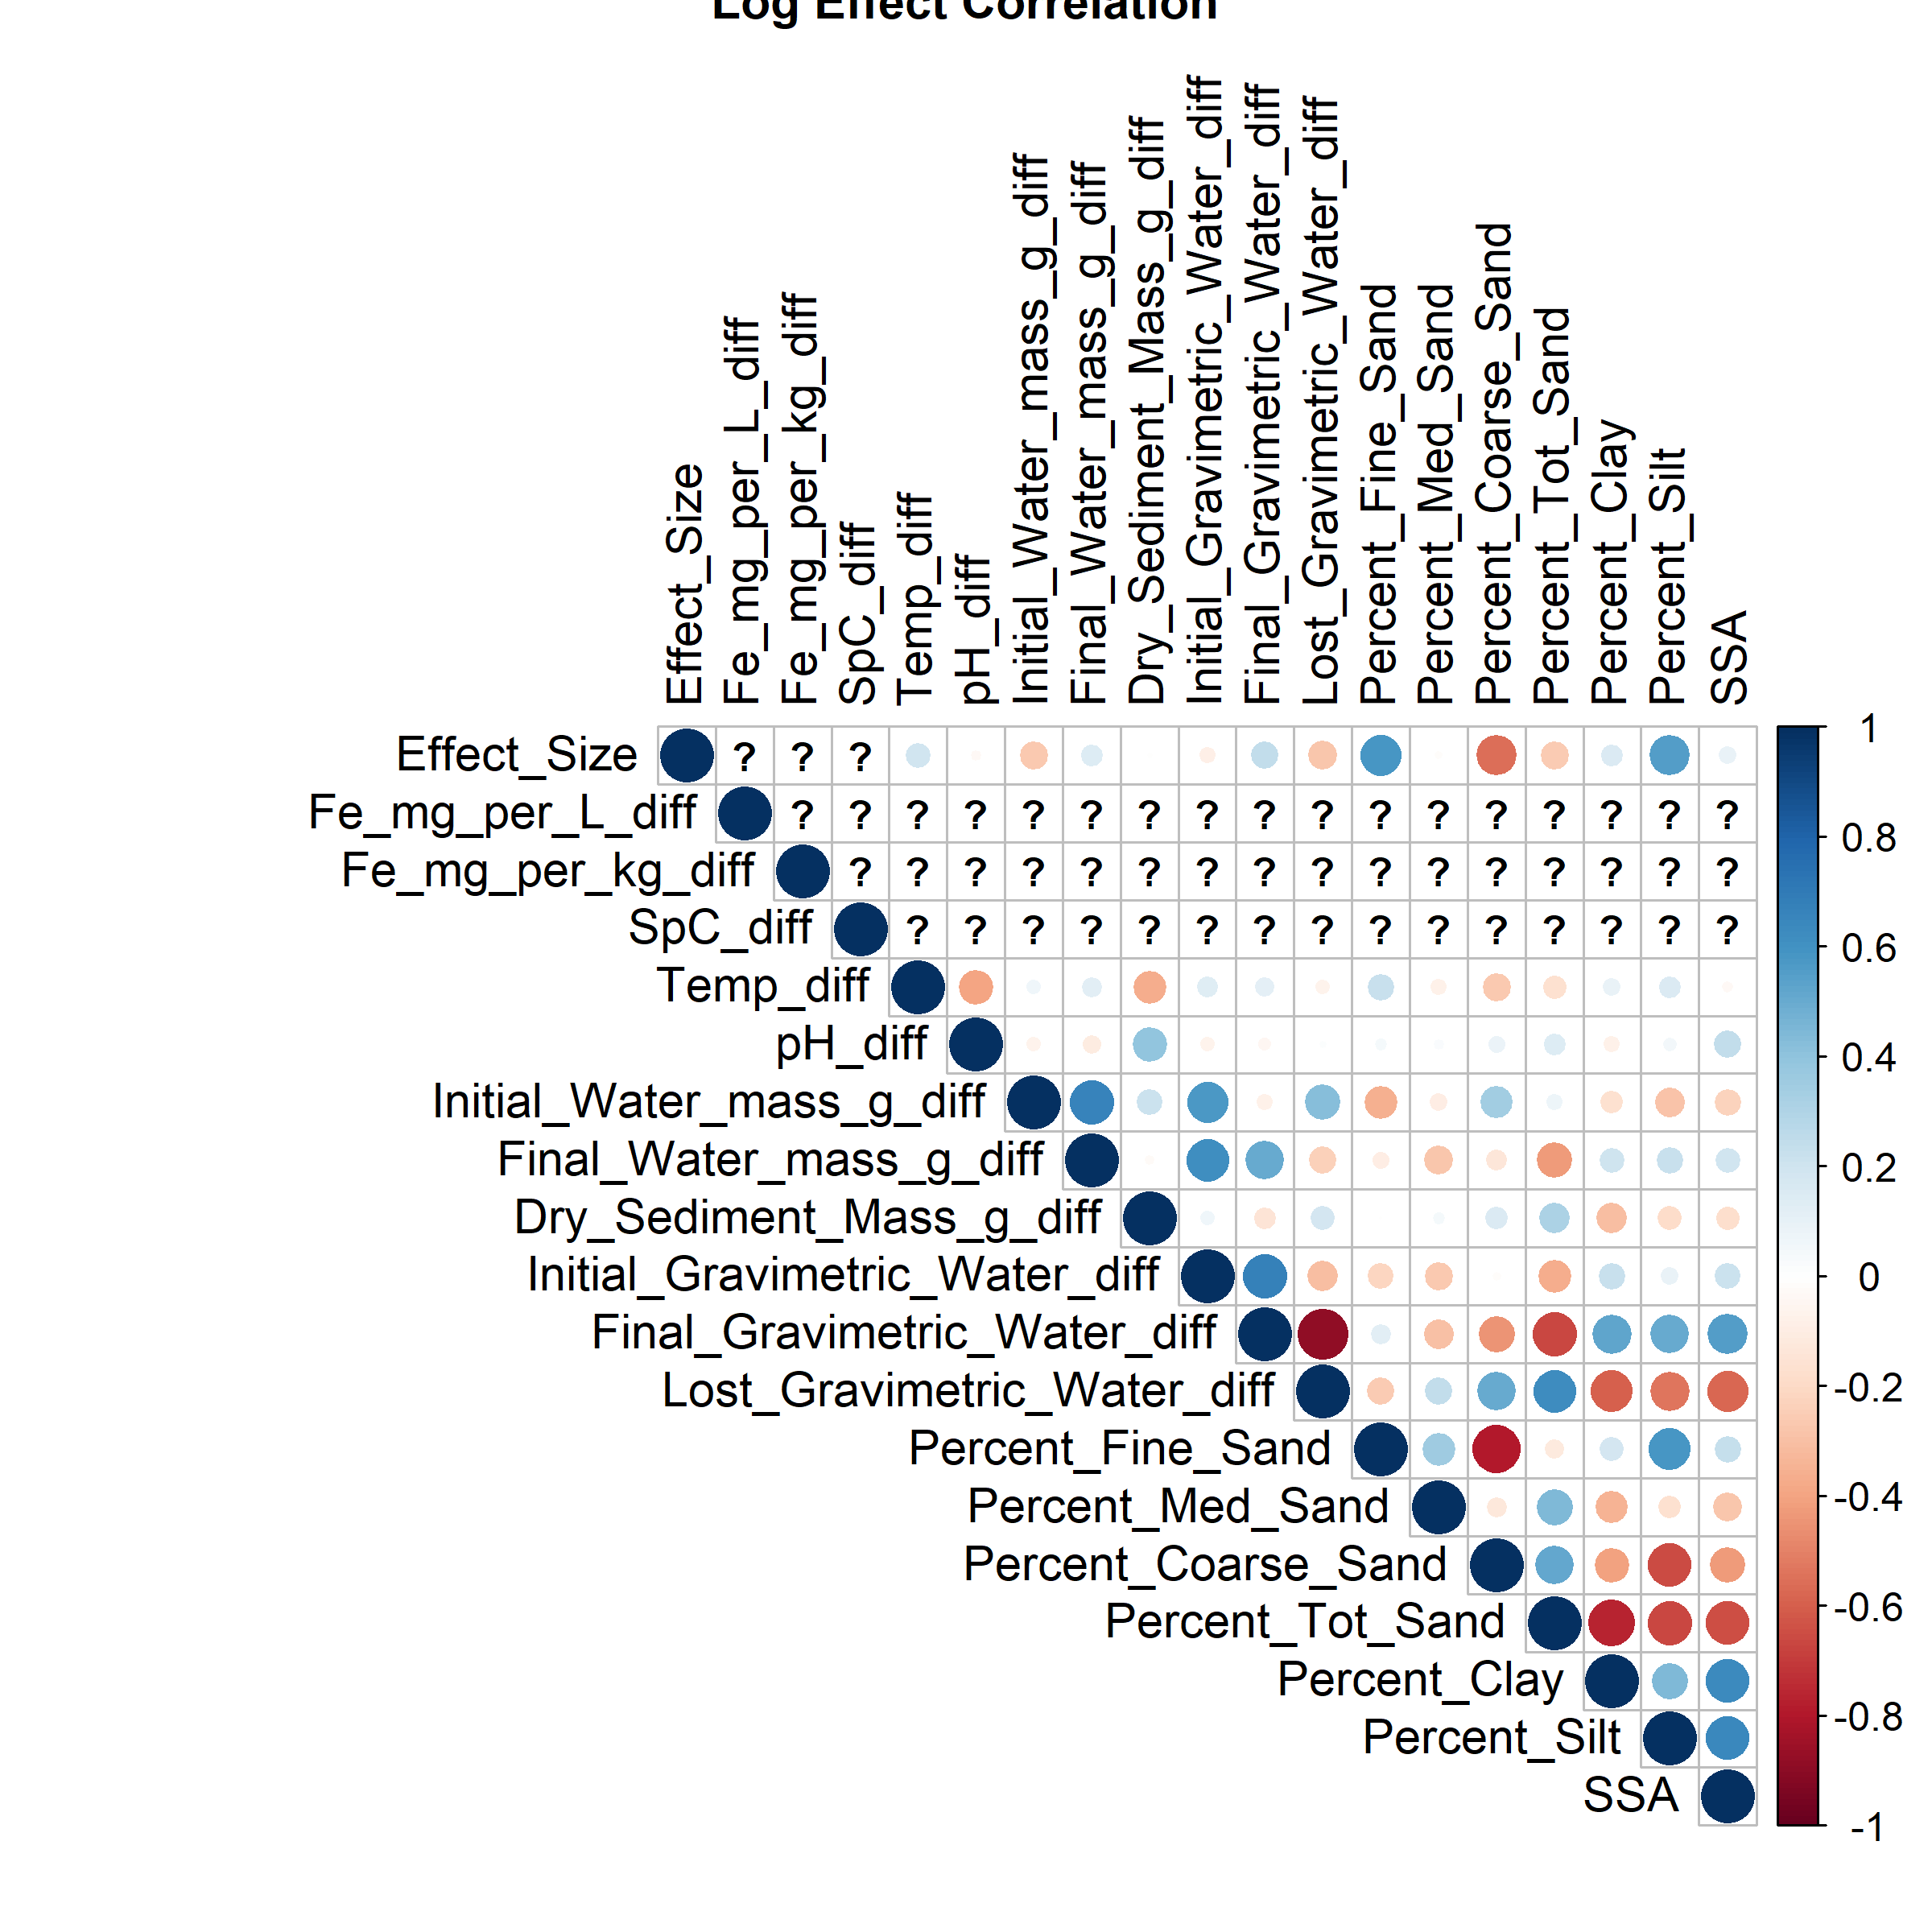 Log Effect Correlation
Effect_Size
Fe_mg_per_L_diff
Fe_mg_per_kg_diff
SpC_diff
Temp_diff
pH_diff
Initial_Water_mass_g_diff
Final_Water_mass_g_diff
Dry_Sediment_Mass_g_diff
Initial_Gravimetric_Water_diff
Final_Gravimetric_Water_diff
Lost_Gravimetric_Water_diff
Percent_Fine_Sand
Percent_Med_Sand
Percent_Coarse_Sand
Percent_Tot_Sand
Percent_Clay
Percent_Silt
SSA
Effect_Size ? ? ?
Fe_mg_per_L_diff ? ? ? ? ? ? ? ? ? ? ? ? ? ? ? ? ?
Fe_mg_per_kg_diff ? ? ? ? ? ? ? ? ? ? ? ? ? ? ? ?
SpC_diff ? ? ? ? ? ? ? ? ? ? ? ? ? ? ?
Temp_diff
pH_diff
Initial_Water_mass_g_diff
Final_Water_mass_g_diff
Dry_Sediment_Mass_g_diff
Initial_Gravimetric_Water_diff
Final_Gravimetric_Water_diff
Lost_Gravimetric_Water_diff
Percent_Fine_Sand
Percent_Med_Sand
Percent_Coarse_Sand
Percent_Tot_Sand
Percent_Clay
Percent_Silt
SSA
1
0.8
0.6
0.4
0.2
0
-0.2
-0.4
-0.6
-0.8
-1